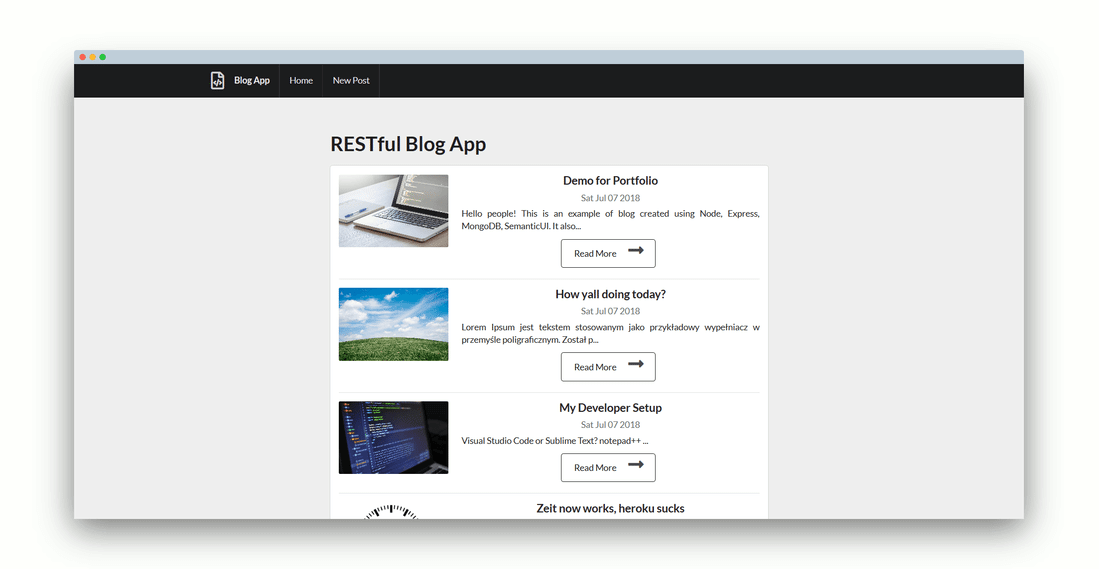 Blog App
Home
New Post
RESTful Blog App
Demo for Portfolio
Sat Jul 07 2018
Hello people! This is an example of blog created using Node, Express,
MongoDB, SemanticUI. It also...
Read More
How yall doing today?
Sat Jul 07 2018
Lorem Ipsum jest tekstem stosowanym jako przykładowy wypełniacz w
przemyśle poligraficznym. Został p...
Read More
My Developer Setup
Sat Jul 07 2018
Visual Studio Code or Sublime Text? notepad++ ...
Read More
Zeit now works, heroku sucks